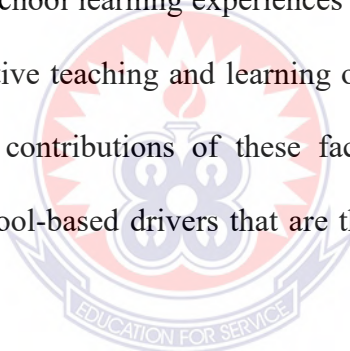 school learning experiences
tive teaching and learning o
contributions of these fac
ool-based drivers that are th
EDUCATION FOR SERVICE